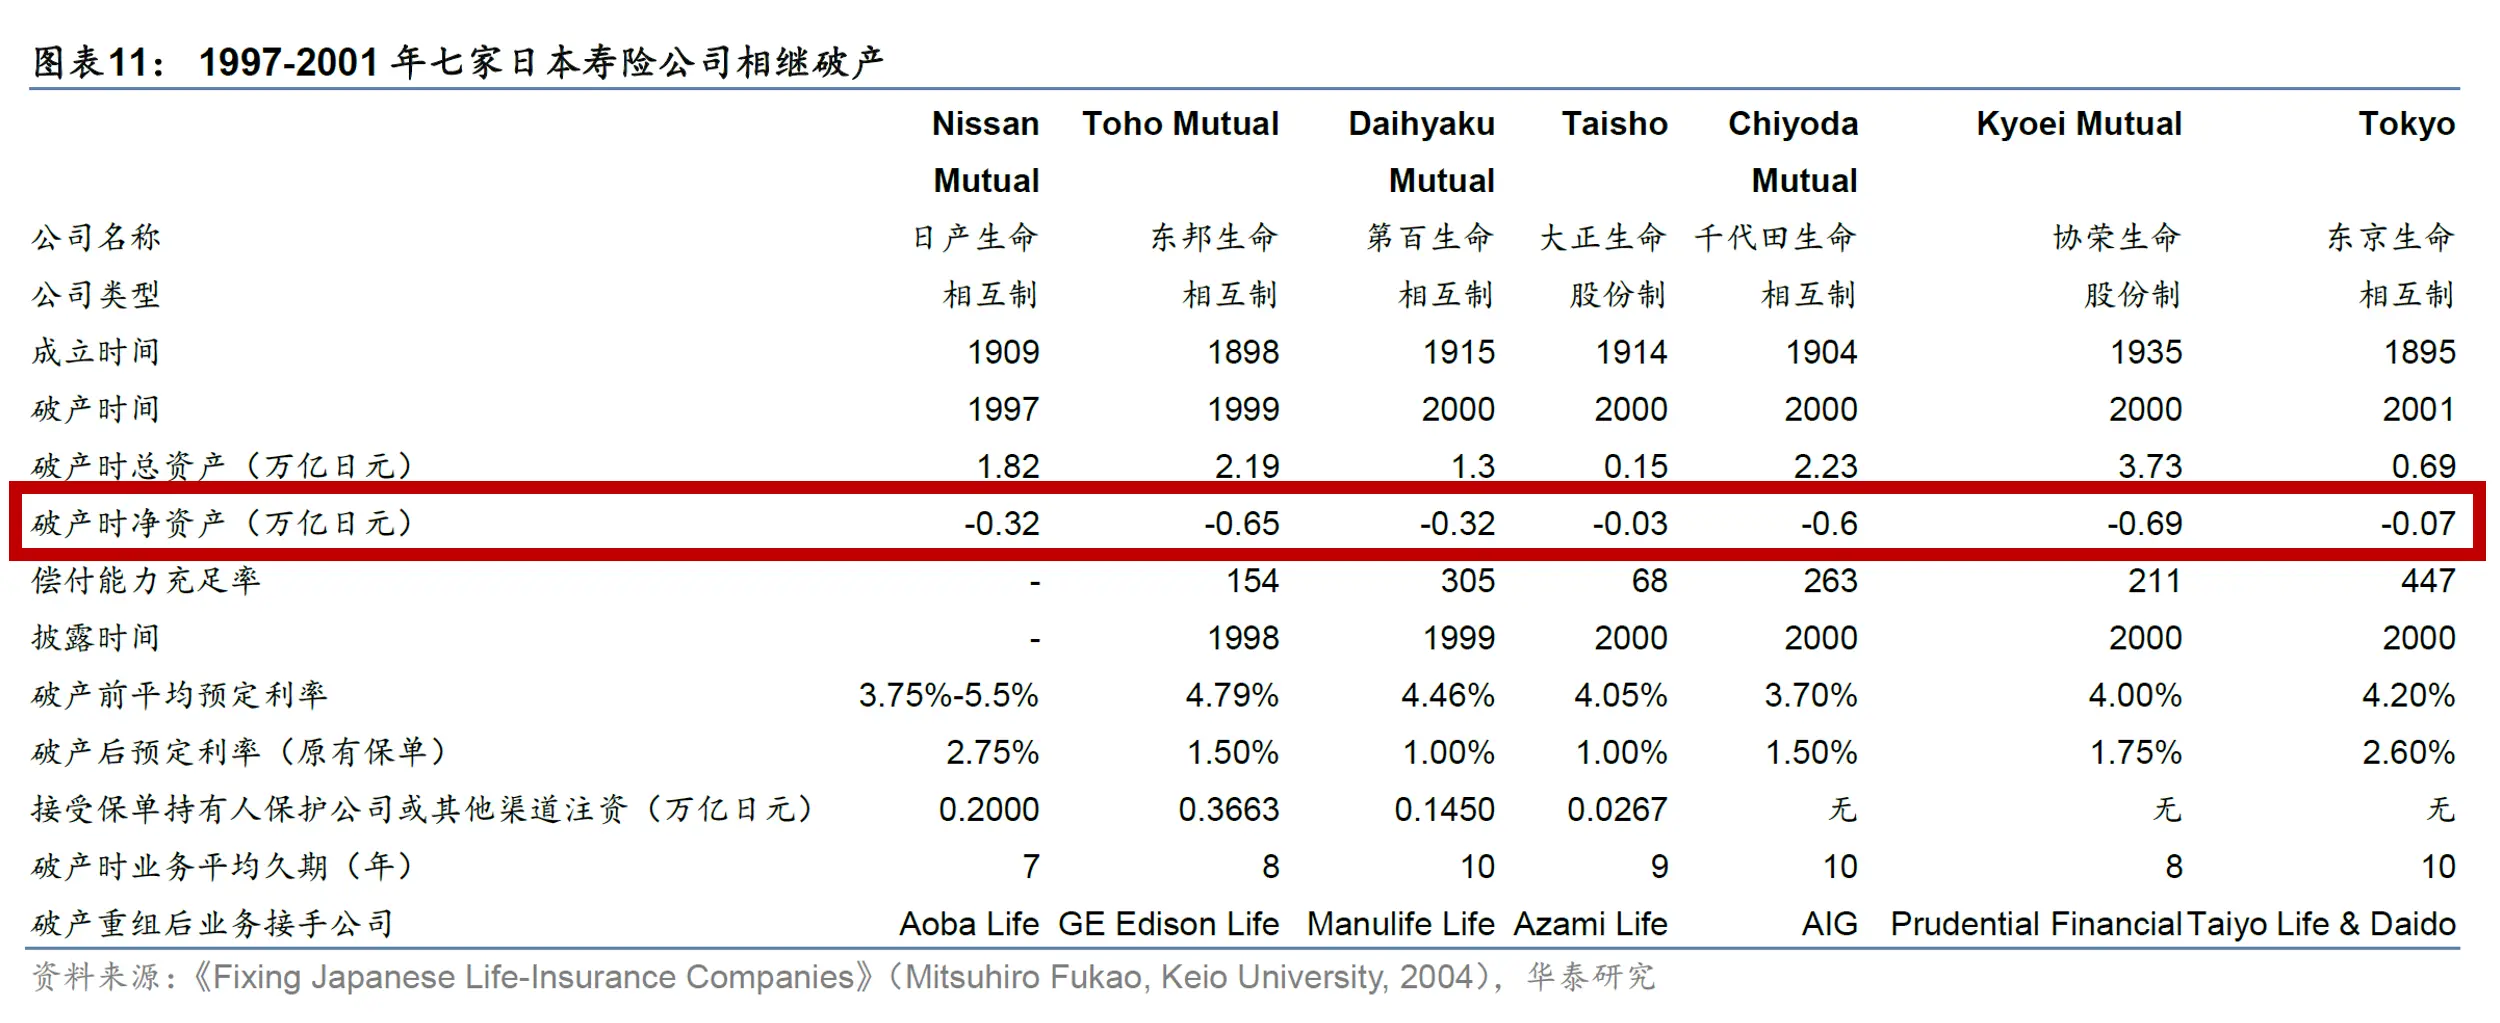 图表11： 1997-2001 年七家日本寿险公司相继破产
Nissan Toho Mutual Daihyaku Taisho Chiyoda Kyoei Mutual Tokyo
Mutual Mutual Mutual
公司名称 日产生命 东邦生命 第百生命 大正生命 千代田生命 协荣生命 东京生命
公司类型 相互制 相互制 相互制 股份制 相互制 股份制 相互制
成立时间 1909 1898 1915 1914 1904 1935 1895
破产时间 1997 1999 2000 2000 2000 2000 2001
破产时总资产（万亿日元） 1.82 2.19 1.3 0.15 2.23 3.73 0.69
破产时净资产（万亿日元） -0.32 -0.65 -0.32 -0.03 -0.6 -0.69 -0.07
偿付能力充足率 - 154 305 68 263 211 447
披露时间 - 1998 1999 2000 2000 2000 2000
破产前平均预定利率 3.75%-5.5% 4.79% 4.46% 4.05% 3.70% 4.00% 4.20%
破产后预定利率（原有保单） 2.75% 1.50% 1.00% 1.00% 1.50% 1.75% 2.60%
接受保单持有人保护公司或其他渠道注资（万亿日元） 0.2000 0.3663 0.1450 0.0267 无 无 无
破产时业务平均久期（年） 7 8 10 9 10 8 10
破产重组后业务接手公司 Aoba Life GE Edison Life Manulife Life Azami Life AIG Prudential Financial Taiyo Life & Daido
资料来源：《Fixing Japanese Life-Insurance Companies》（Mitsuhiro Fukao, Keio University, 2004），华泰研究